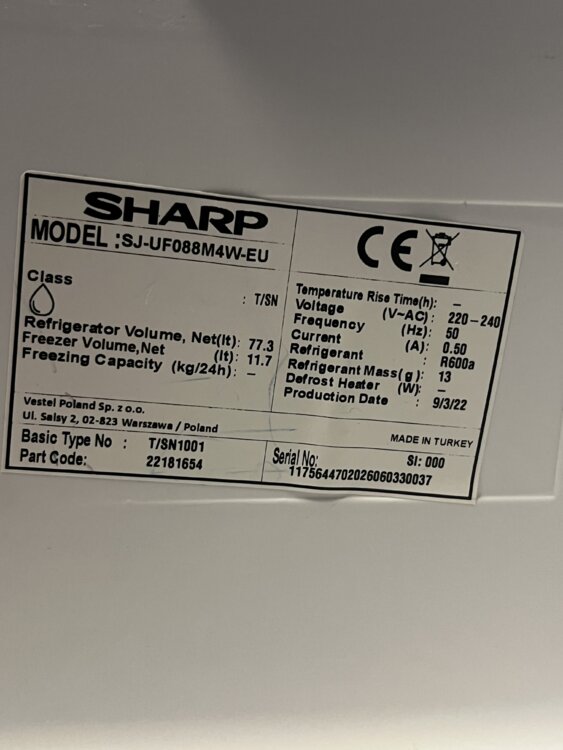 SHARP
MODEL :SJ-UF088M4W-EU
Class : T/SN
Refrigerator Volume, Net(lt): 77.3
Freezer Volume,Net (lt): 11.7
Freezing Capacity (kg/24h): –
Vestel Poland Sp. z o.o.
Ul. Salsy 2, 02-823 Warszawa / Poland
CE
Temperature Rise Time(h): –
Voltage (V~AC): 220-240
Frequency (Hz): 50
Current (A): 0.50
Refrigerant : R600a
Refrigerant Mass(g): 13
Defrost Heater (W): –
Production Date : 9/3/22
MADE IN TURKEY
Basic Type No : T/SN1001
Part Code: 22181654
Serial No: SI: 000
1175644702026060330037